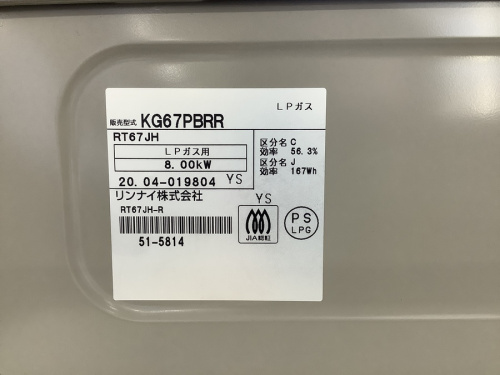 LPガス
販売型式 KG67PBRR
RT67JH
LPガス用
8.00kW
区分名 C
効率 56.3%
区分名 J
効率 167Wh
20.04-019804 YS
リンナイ株式会社
YS
RT67JH-R
51-5814
JIA認証
PS
LPG